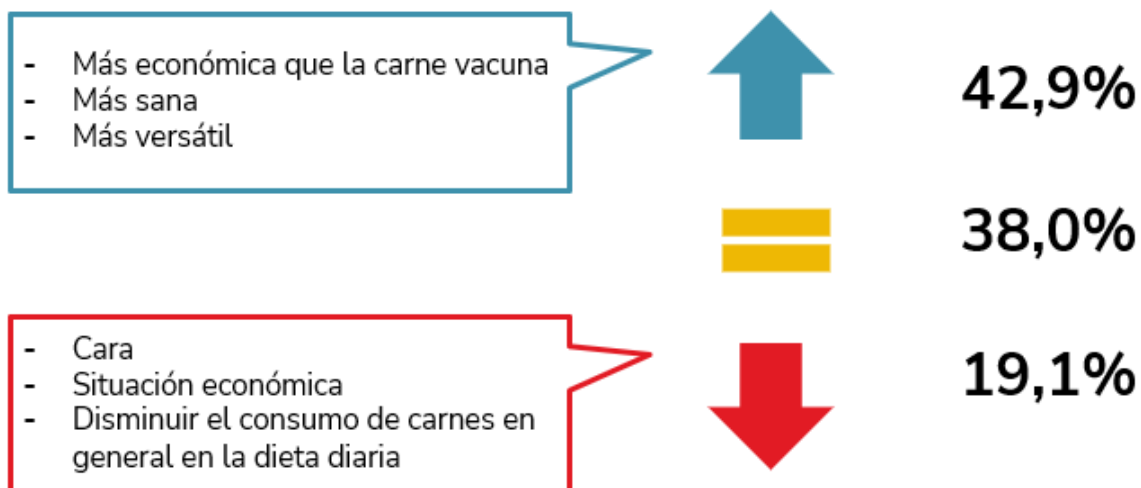 - Más económica que la carne vacuna
- Más sana
- Más versátil
42,9%
38,0%
- Cara
- Situación económica
- Disminuir el consumo de carnes en
general en la dieta diaria
19,1%